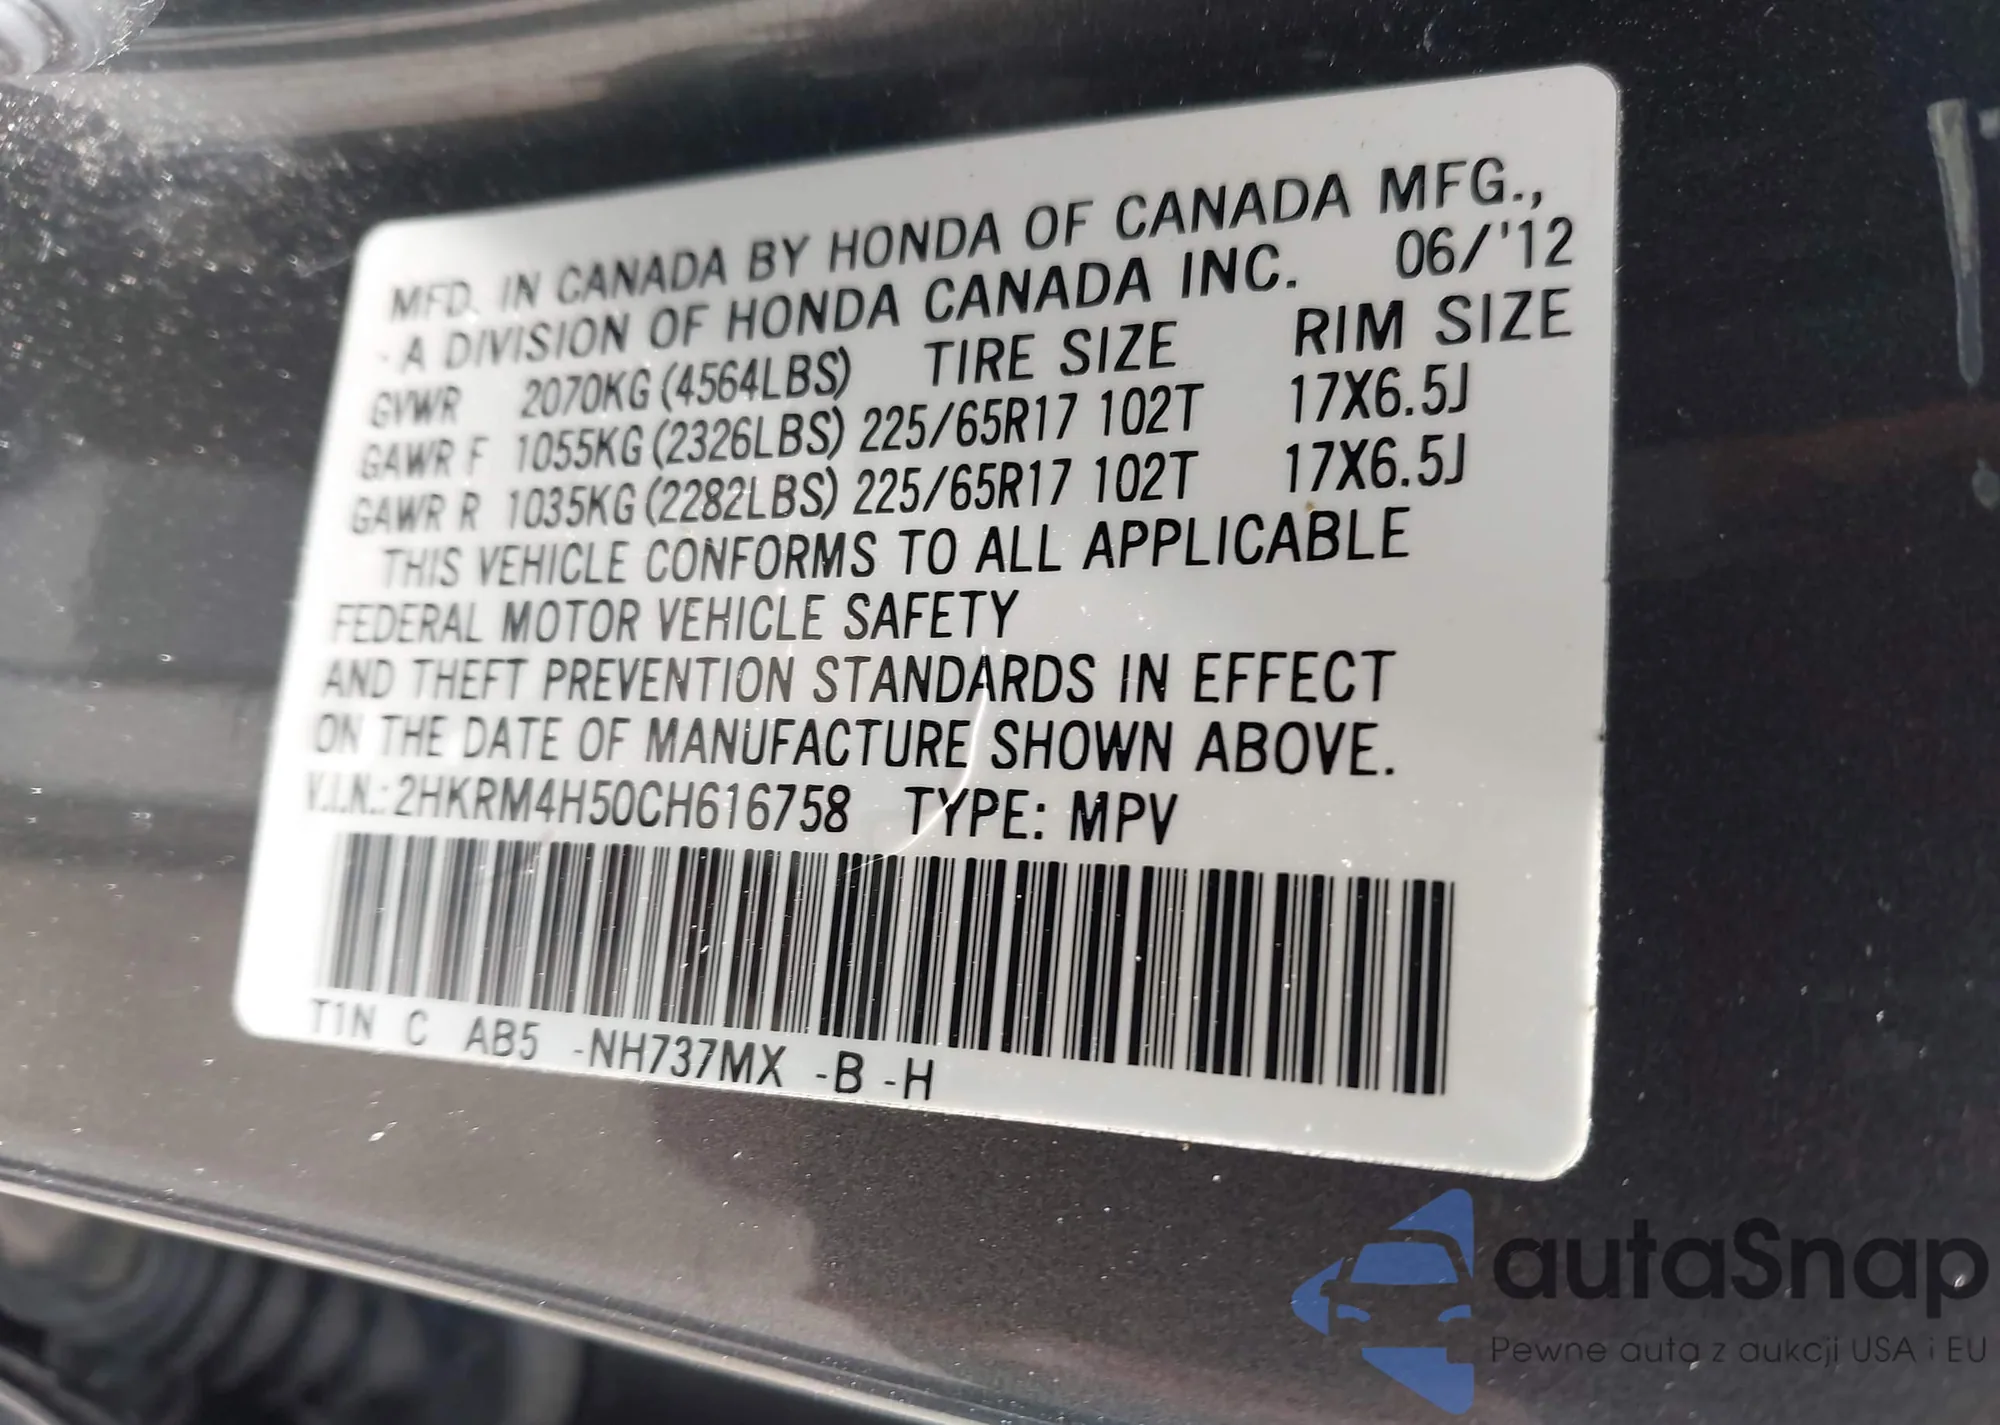 MFD. IN CANADA BY HONDA OF CANADA MFG.,
- A DIVISION OF HONDA CANADA INC. 06/'12
GVWR 2070KG (4564LBS) TIRE SIZE RIM SIZE
GAWR F 1055KG (2326LBS) 225/65R17 102T 17X6.5J
GAWR R 1035KG (2282LBS) 225/65R17 102T 17X6.5J
THIS VEHICLE CONFORMS TO ALL APPLICABLE
FEDERAL MOTOR VEHICLE SAFETY
AND THEFT PREVENTION STANDARDS IN EFFECT
ON THE DATE OF MANUFACTURE SHOWN ABOVE.
V.I.N.: 2HKRM4H50CH616758 TYPE: MPV
T1N C AB5 -NH737MX -B -H
autaSnap
Pewne auta z aukcji USA i EU